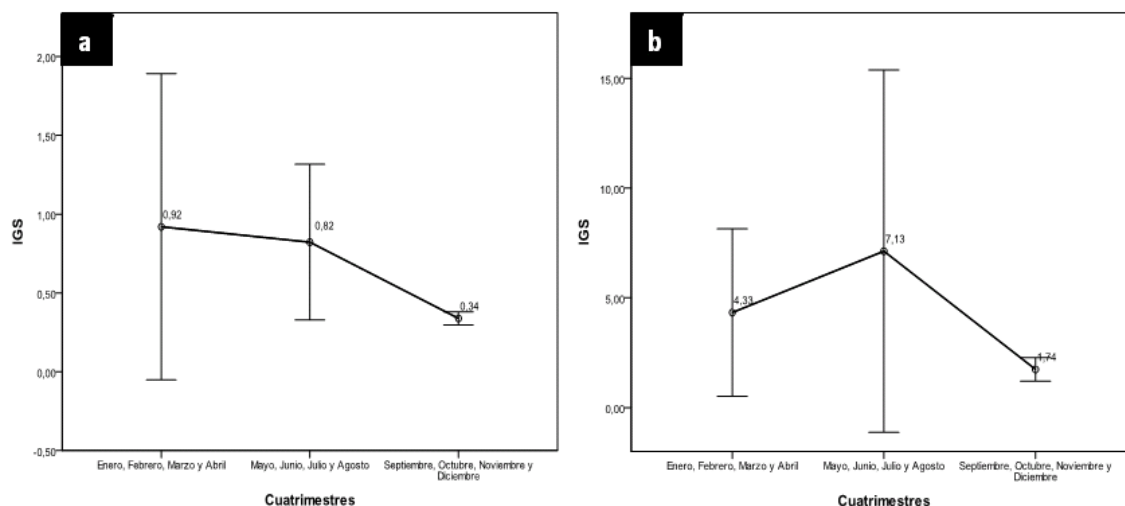 a
2,00
1,50
1,00
0,50
0,00
-0,50
IGS
0,92
0,82
0,34
Enero, Febrero, Marzo y Abril
Mayo, Junio, Julio y Agosto
Septiembre, Octubre, Noviembre y
Diciembre
Cuatrimestres
b
15,00
10,00
5,00
0,00
IGS
4,33
7,13
1,74
Enero, Febrero, Marzo y Abril
Mayo, Junio, Julio y Agosto
Septiembre, Octubre, Noviembre y
Diciembre
Cuatrimestres